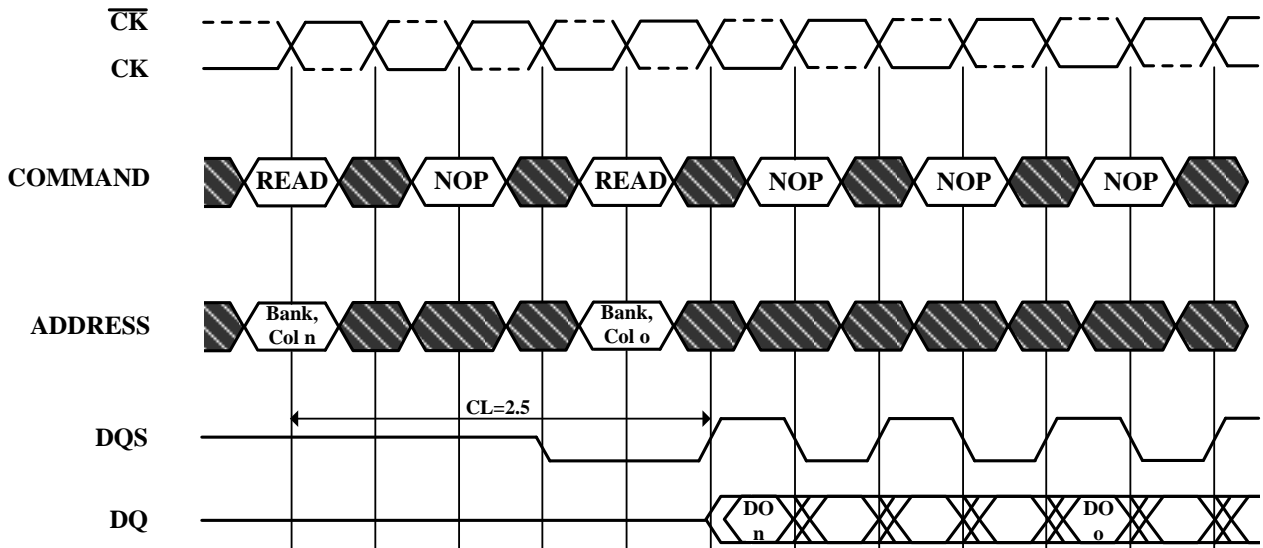 CK
CK
COMMAND
READ NOP READ NOP NOP NOP
ADDRESS
Bank,
Col n
Bank,
Col o
CL=2.5
DQS
DQ
DO
n
DO
o